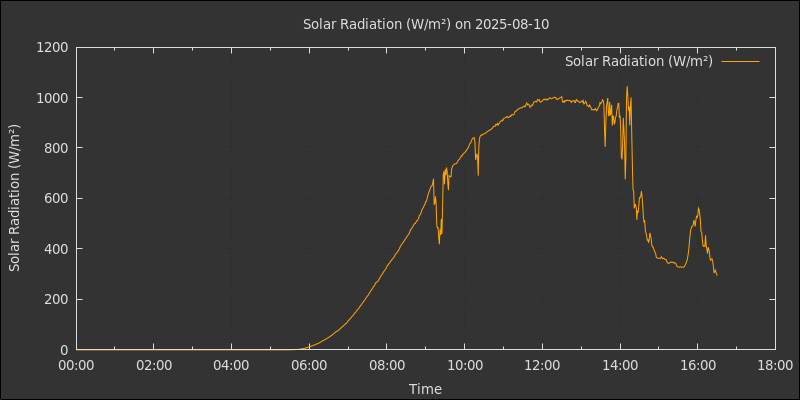 Solar Radiation (W/m²) on 2025-08-10
Solar Radiation (W/m²)
Solar Radiation (W/m²)
1200
1000
800
600
400
200
0
00:00 02:00 04:00 06:00 08:00 10:00 12:00 14:00 16:00 18:00
Time